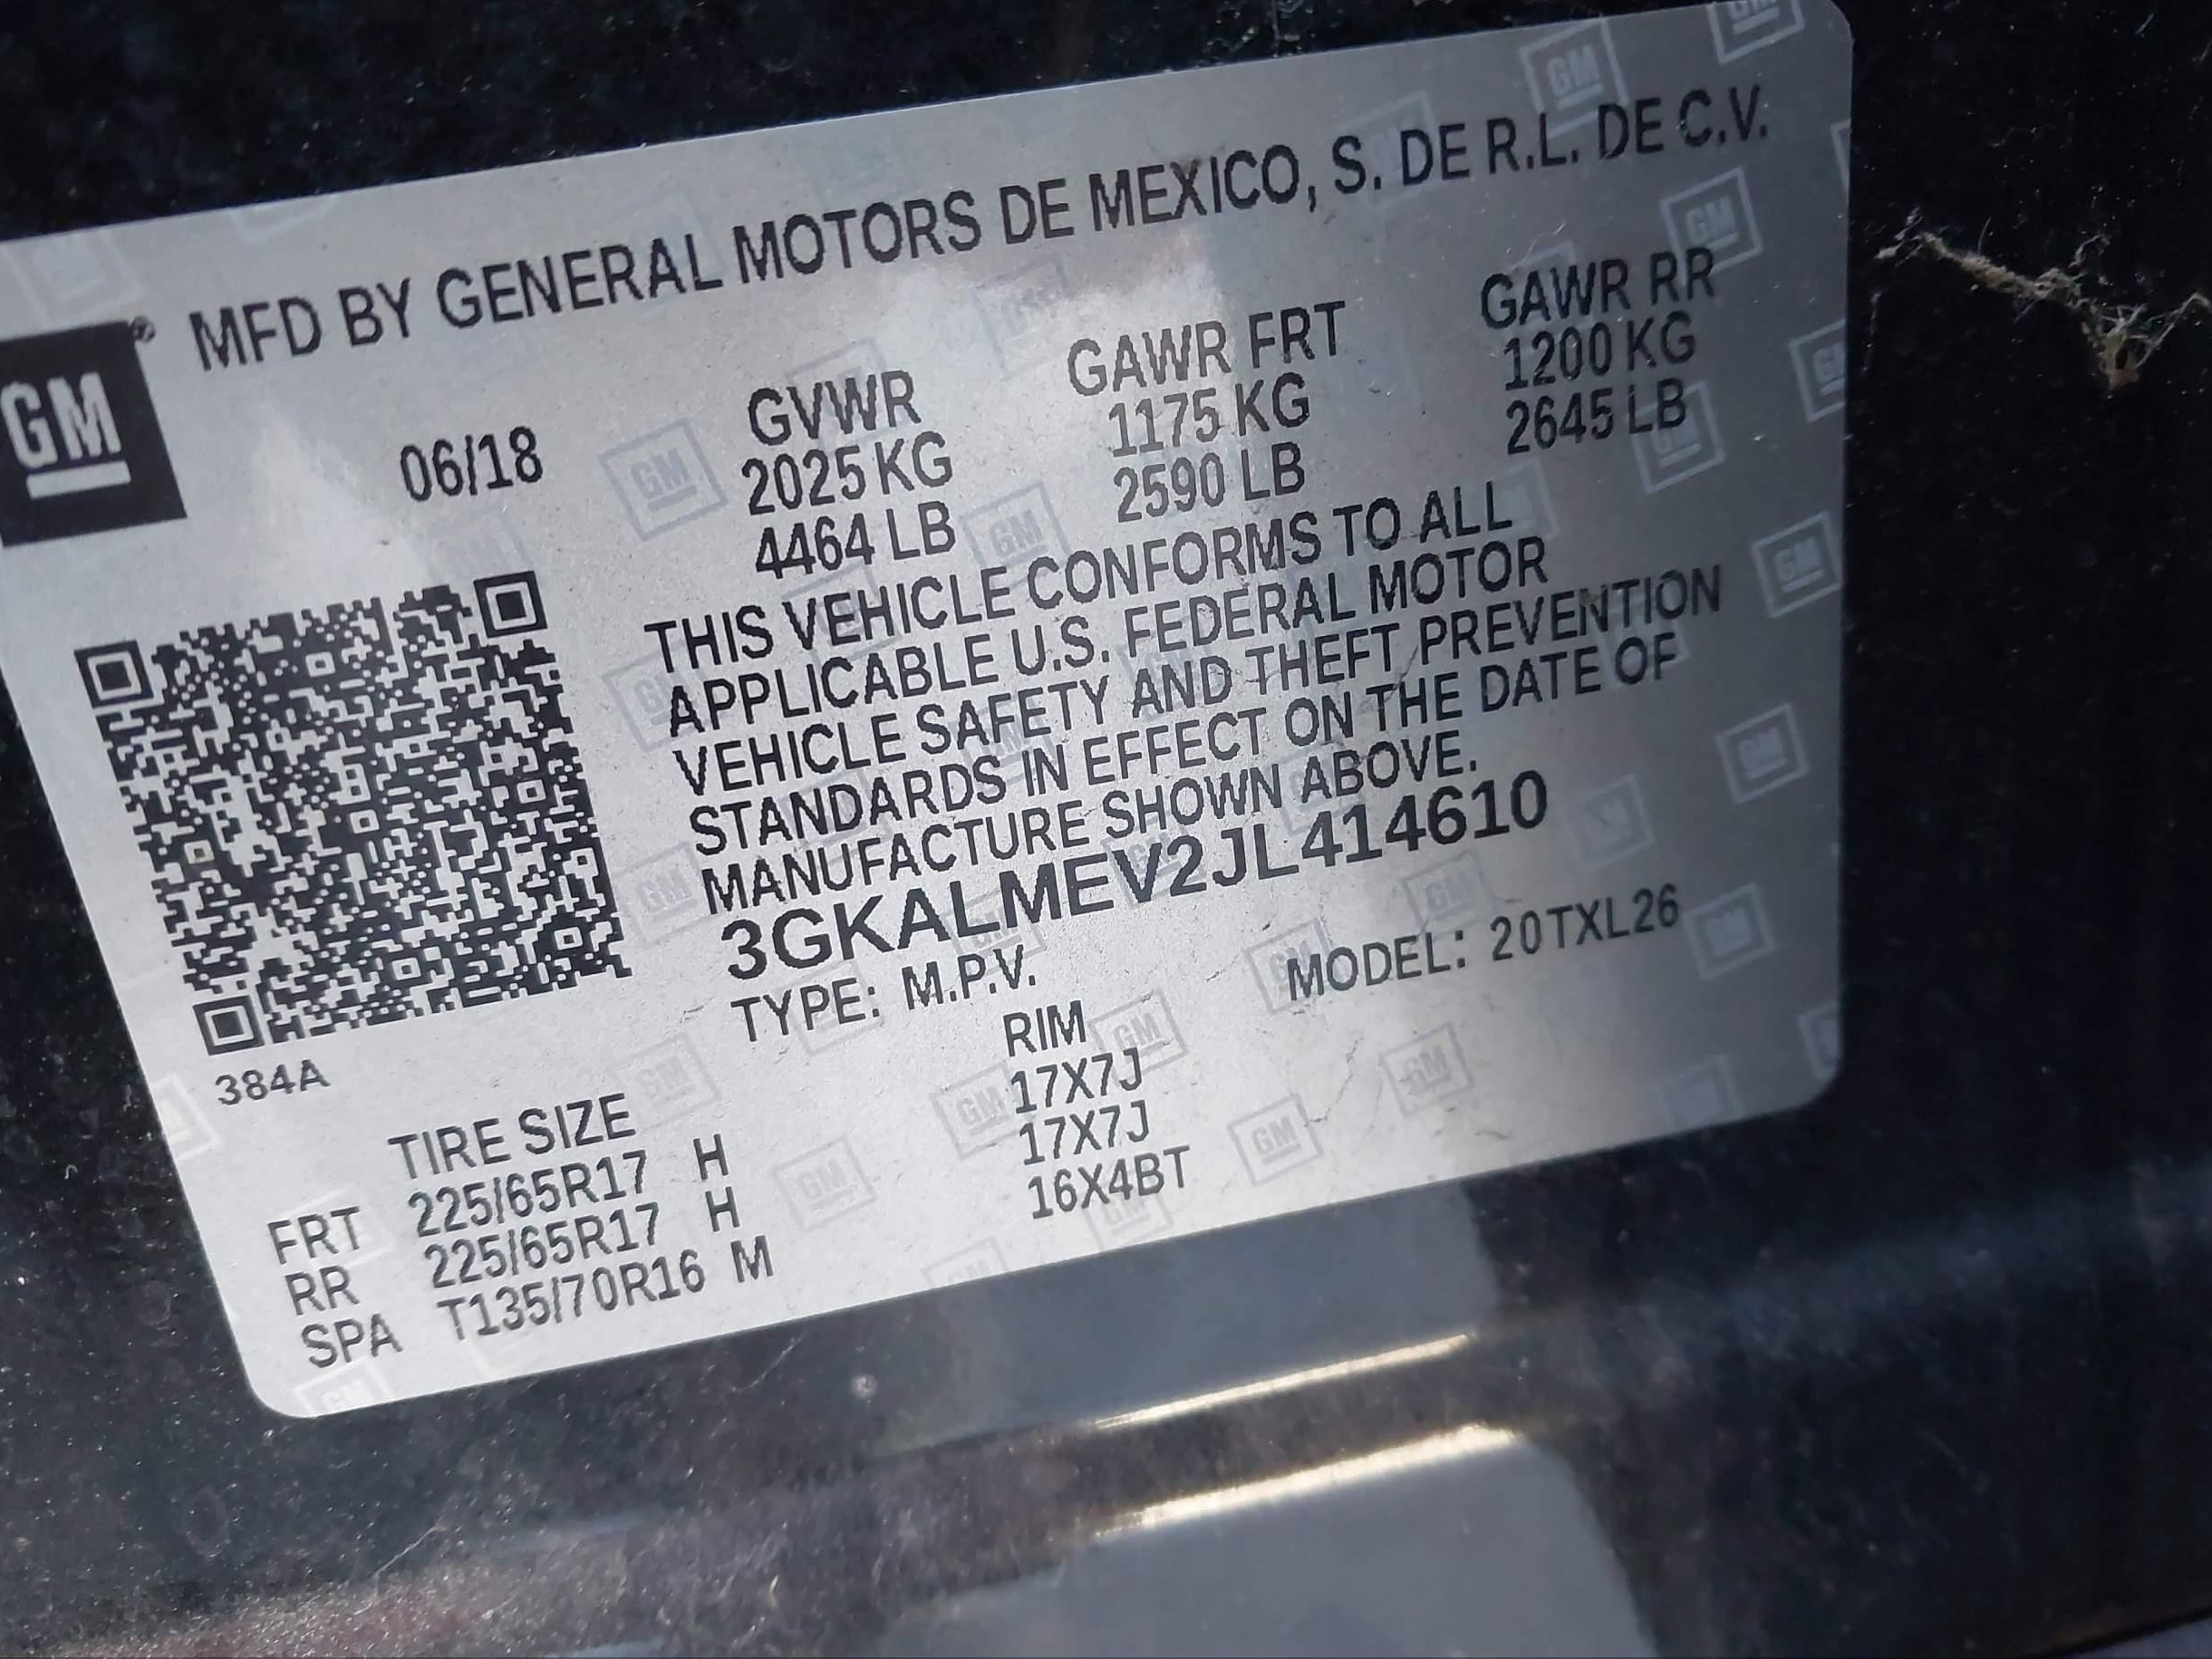 MFD BY GENERAL MOTORS DE MEXICO, S. DE R.L. DE C.V.
GM®
06/18 GVWR GAWR FRT GAWR RR
2025 KG 1175 KG 1200 KG
4464 LB 2590 LB 2645 LB
THIS VEHICLE CONFORMS TO ALL
APPLICABLE U.S. FEDERAL MOTOR
VEHICLE SAFETY AND THEFT PREVENTION
STANDARDS IN EFFECT ON THE DATE OF
MANUFACTURE SHOWN ABOVE.
3GKALMEV2JL414610
TYPE: M.P.V. MODEL: 20TXL26
384A
TIRE SIZE RIM
FRT 225/65R17 H 17X7J
RR 225/65R17 H 17X7J
SPA T135/70R16 M 16X4BT